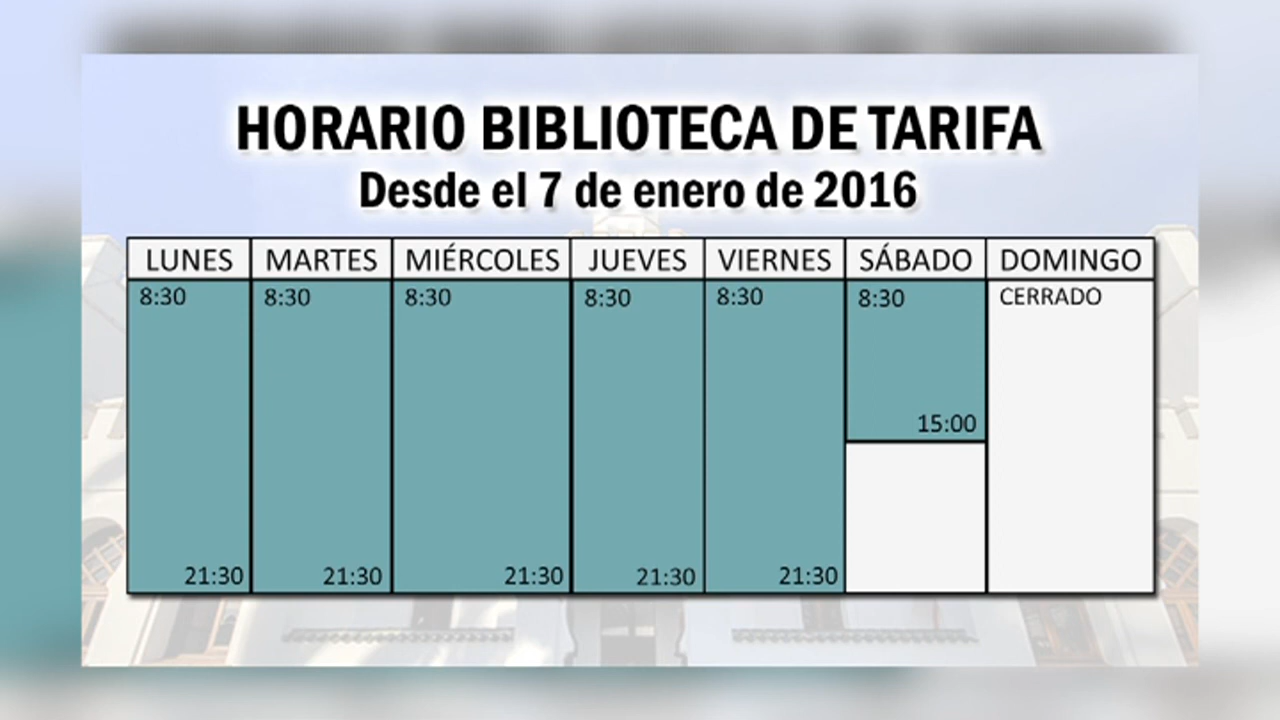 HORARIO BIBLIOTECA DE TARIFA
Desde el 7 de enero de 2016
LUNES MARTES MIÉRCOLES JUEVES VIERNES SÁBADO DOMINGO
8:30 8:30 8:30 8:30 8:30 8:30 CERRADO
15:00
21:30 21:30 21:30 21:30 21:30